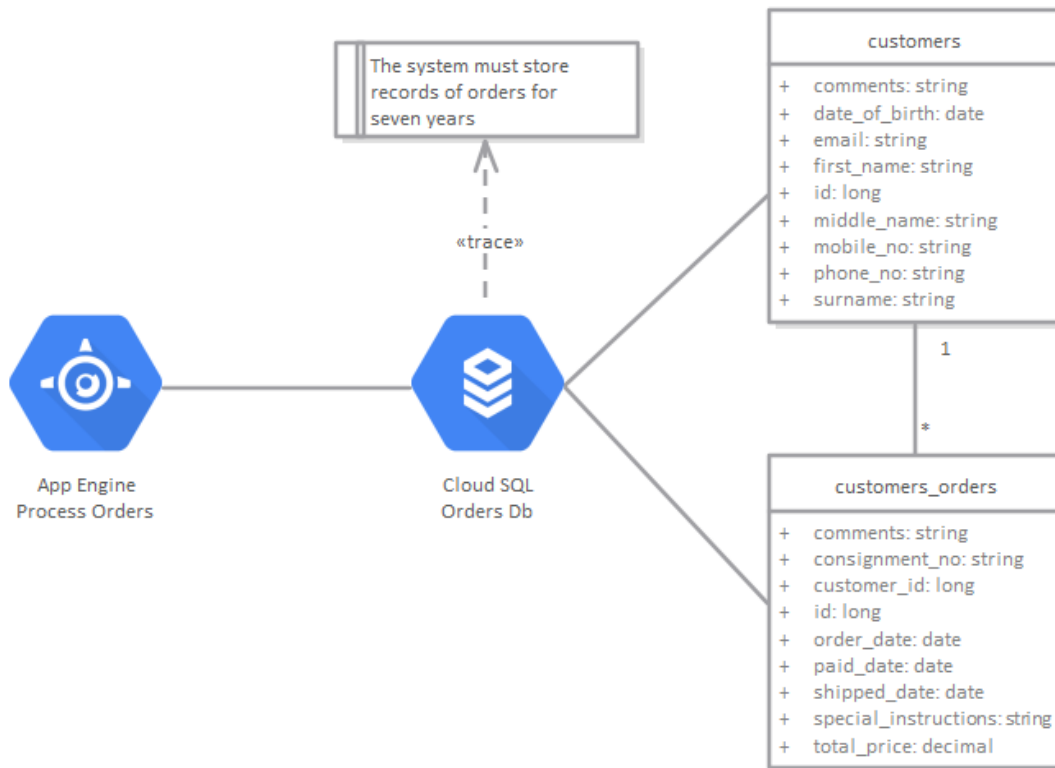 The system must store
records of orders for
seven years
«trace»
App Engine
Process Orders
Cloud SQL
Orders Db
customers
+ comments: string
+ date_of_birth: date
+ email: string
+ first_name: string
+ id: long
+ middle_name: string
+ mobile_no: string
+ phone_no: string
+ surname: string
1
*
customers_orders
+ comments: string
+ consignment_no: string
+ customer_id: long
+ id: long
+ order_date: date
+ paid_date: date
+ shipped_date: date
+ special_instructions: string
+ total_price: decimal